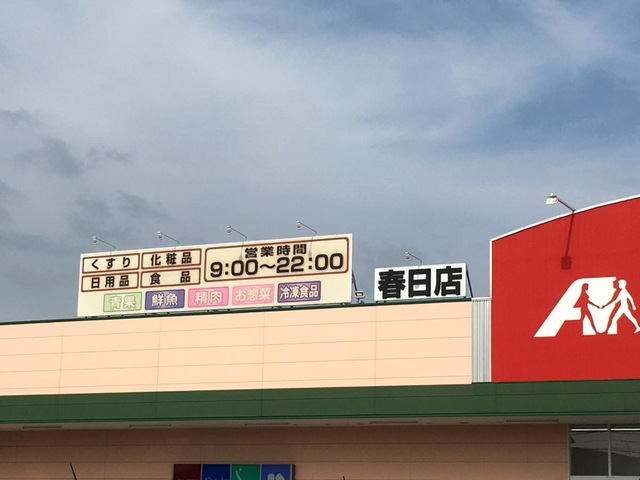 くすり 化粧品
日用品 食品
営業時間
9:00～22:00
青果 鮮魚 精肉 お惣菜 冷凍食品
春日店